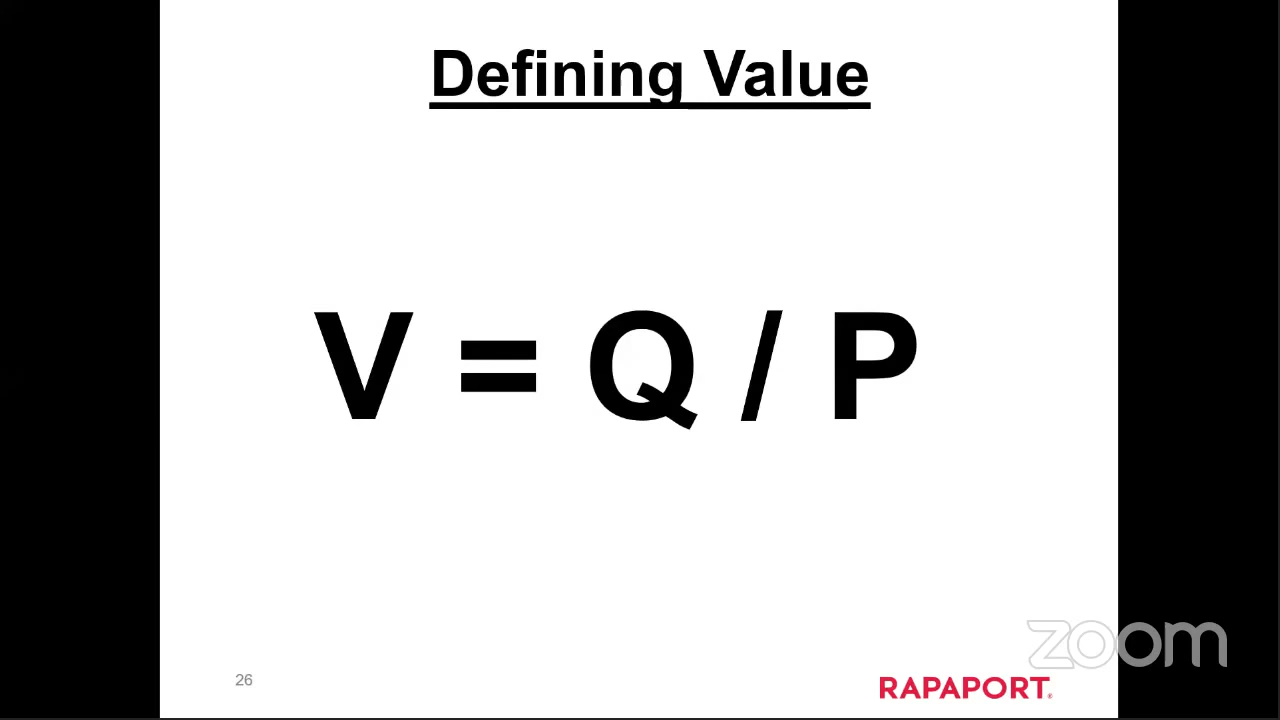 Defining Value
V = Q / P
zoom
26
RAPAPORT®